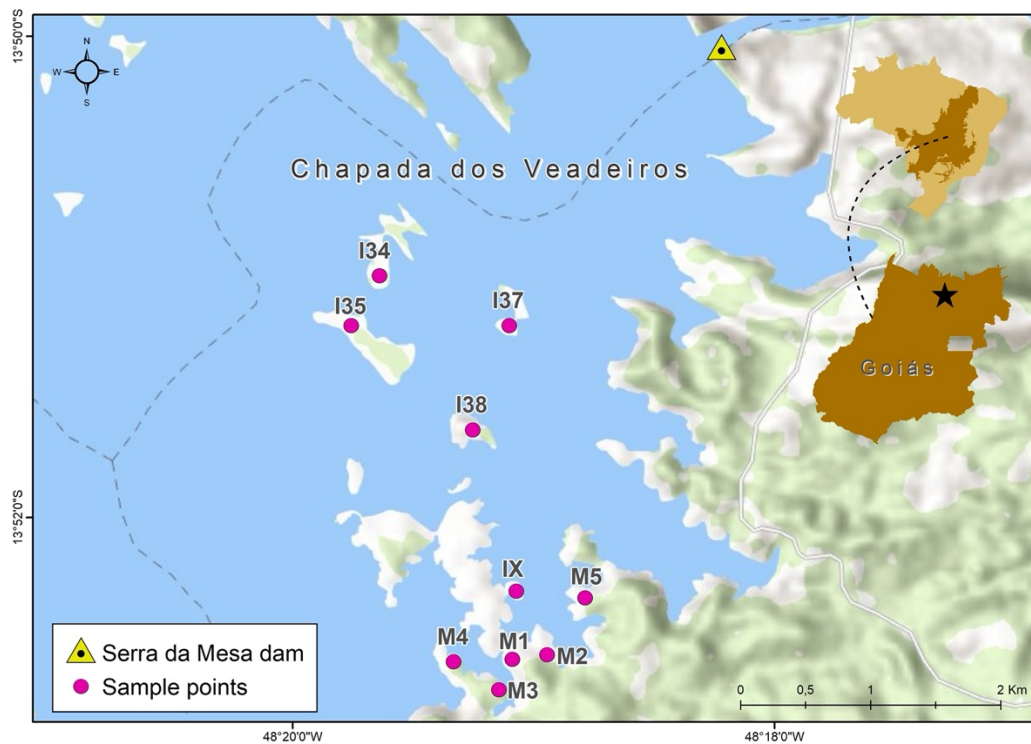 13°50'0"S
N
W E
S
Chapada dos Veadeiros
I34
I35
I37
I38
Goiás
13°52'0"S
IX
M5
M4
M1
M2
M3
Serra da Mesa dam
Sample points
0 0,5 1 2 Km
48°20'0"W
48°18'0"W